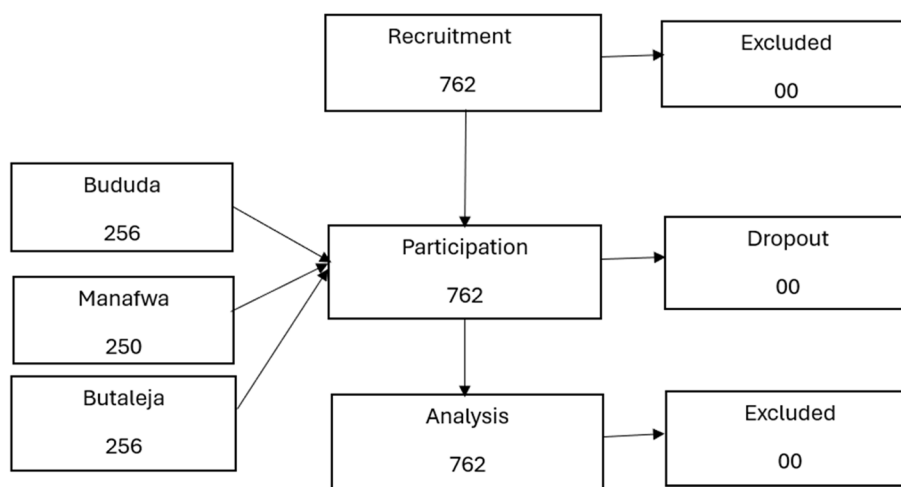 Recruitment
762
Excluded
00
Bududa
256
Manafwa
250
Butaleja
256
Participation
762
Dropout
00
Analysis
762
Excluded
00